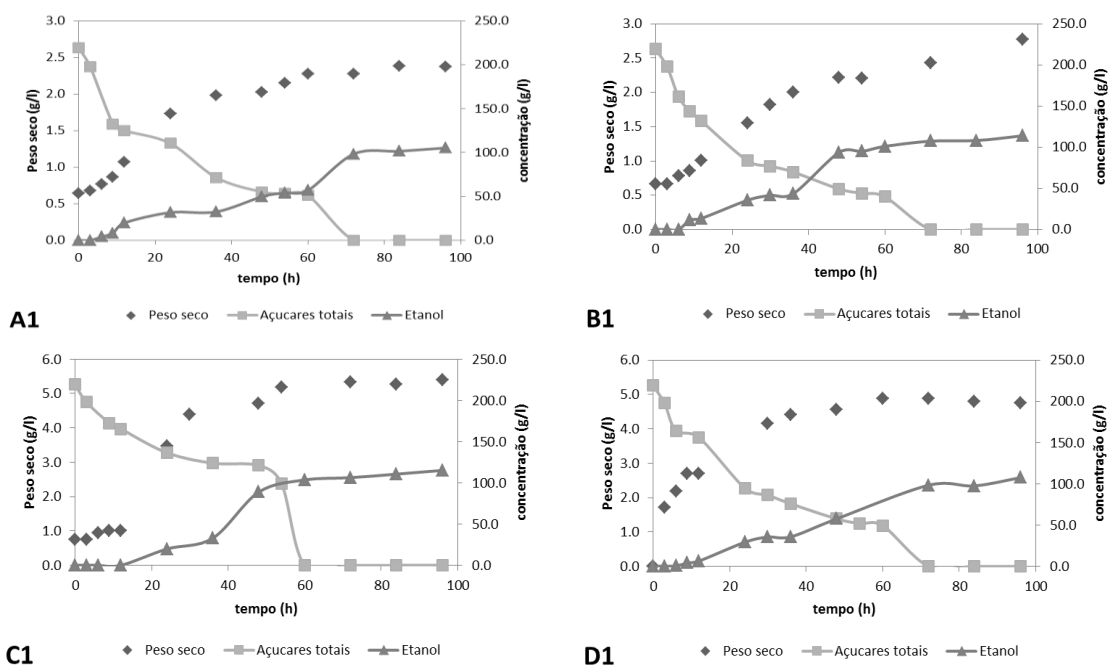 3.0
2.5
2.0
1.5
1.0
0.5
0.0
Peso seco (g/l)
250.0
200.0
150.0
100.0
50.0
0.0
concentração (g/l)
0 20 40 60 80 100
tempo (h)
A1
Peso seco Açucares totais Etanol
3.0
2.5
2.0
1.5
1.0
0.5
0.0
Peso seco (g/l)
250.0
200.0
150.0
100.0
50.0
0.0
concentração (g/l)
0 20 40 60 80 100
tempo (h)
B1
Peso seco Açucares totais Etanol
6.0
5.0
4.0
3.0
2.0
1.0
0.0
Peso seco (g/l)
250.0
200.0
150.0
100.0
50.0
0.0
concentração (g/l)
0 20 40 60 80 100
tempo (h)
C1
Peso seco Açucares totais Etanol
6.0
5.0
4.0
3.0
2.0
1.0
0.0
Peso seco (g/l)
250.0
200.0
150.0
100.0
50.0
0.0
concentração (g/l)
0 20 40 60 80 100
tempo (h)
D1
Peso seco Açucares totais Etanol